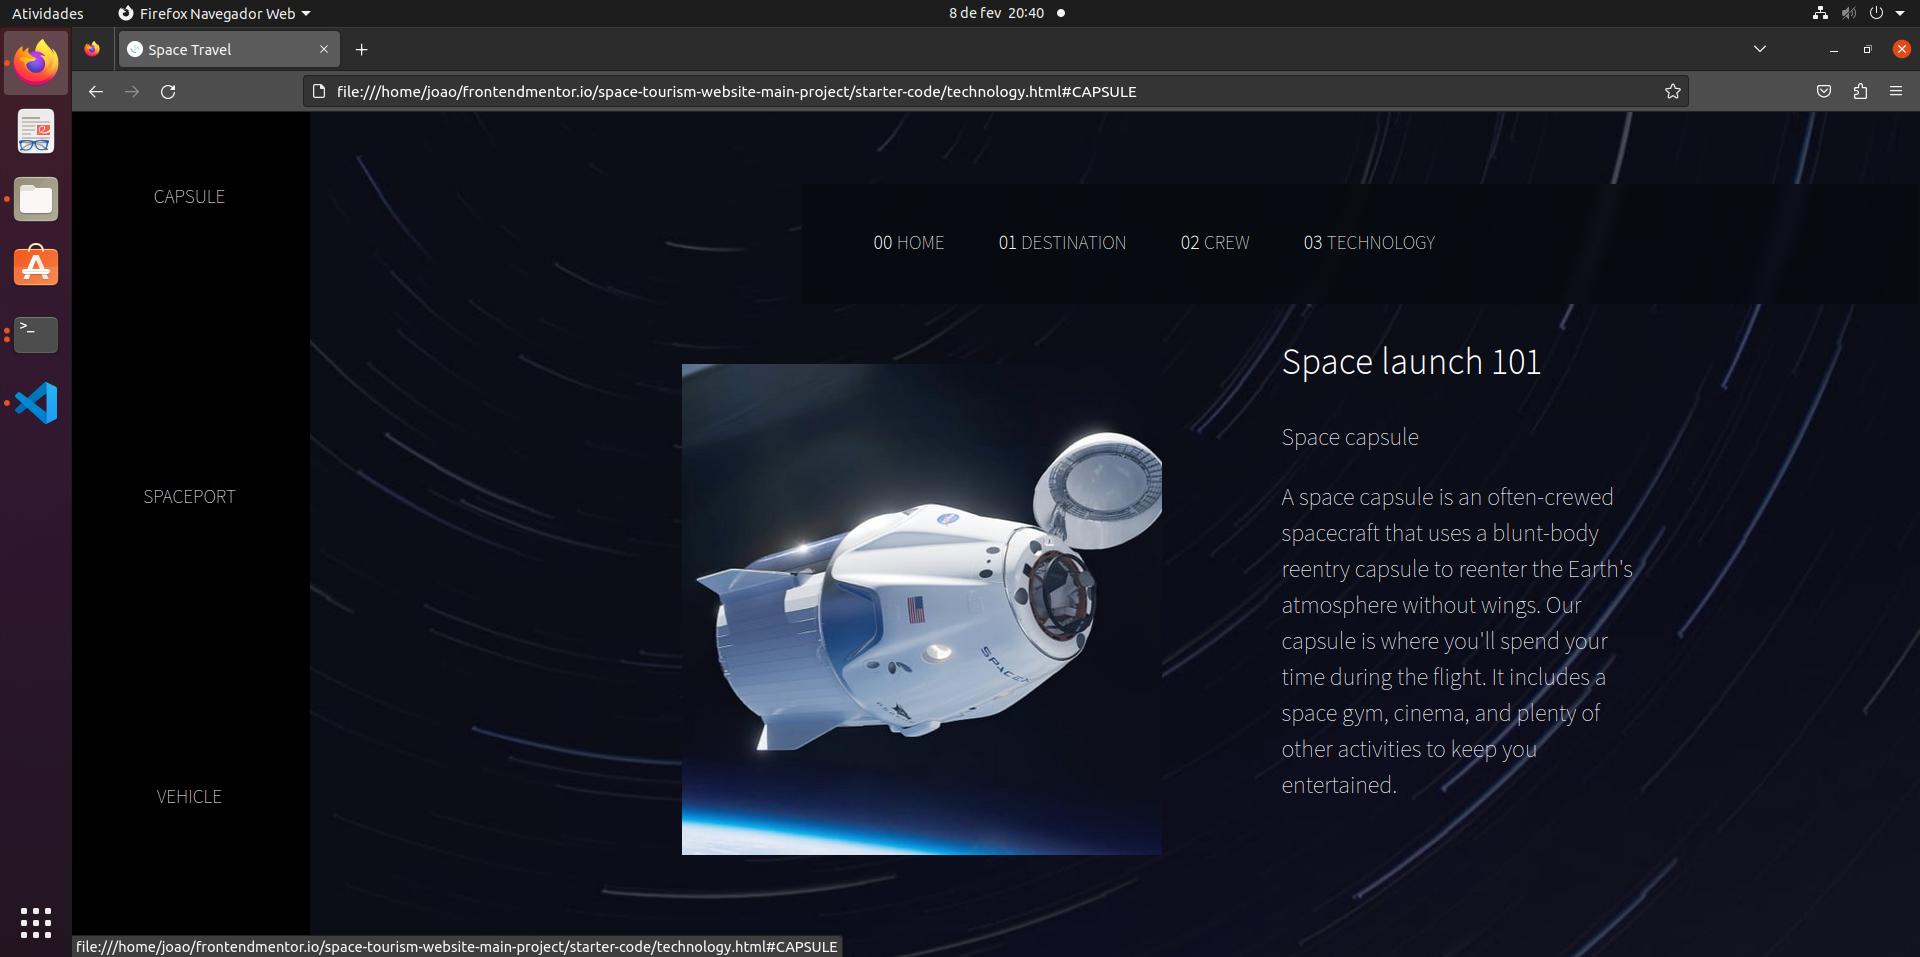 Atividades
Firefox Navegador Web
8 de fev 20:40
Space Travel
file:///home/joao/frontendmentor.io/space-tourism-website-main-project/starter-code/technology.html#CAPSULE
CAPSULE
SPACEPORT
VEHICLE
00 HOME
01 DESTINATION
02 CREW
03 TECHNOLOGY
SPACEX
Space launch 101
Space capsule
A space capsule is an often-crewed
spacecraft that uses a blunt-body
reentry capsule to reenter the Earth's
atmosphere without wings. Our
capsule is where you'll spend your
time during the flight. It includes a
space gym, cinema, and plenty of
other activities to keep you
entertained.
file:///home/joao/frontendmentor.io/space-tourism-website-main-project/starter-code/technology.html#CAPSULE